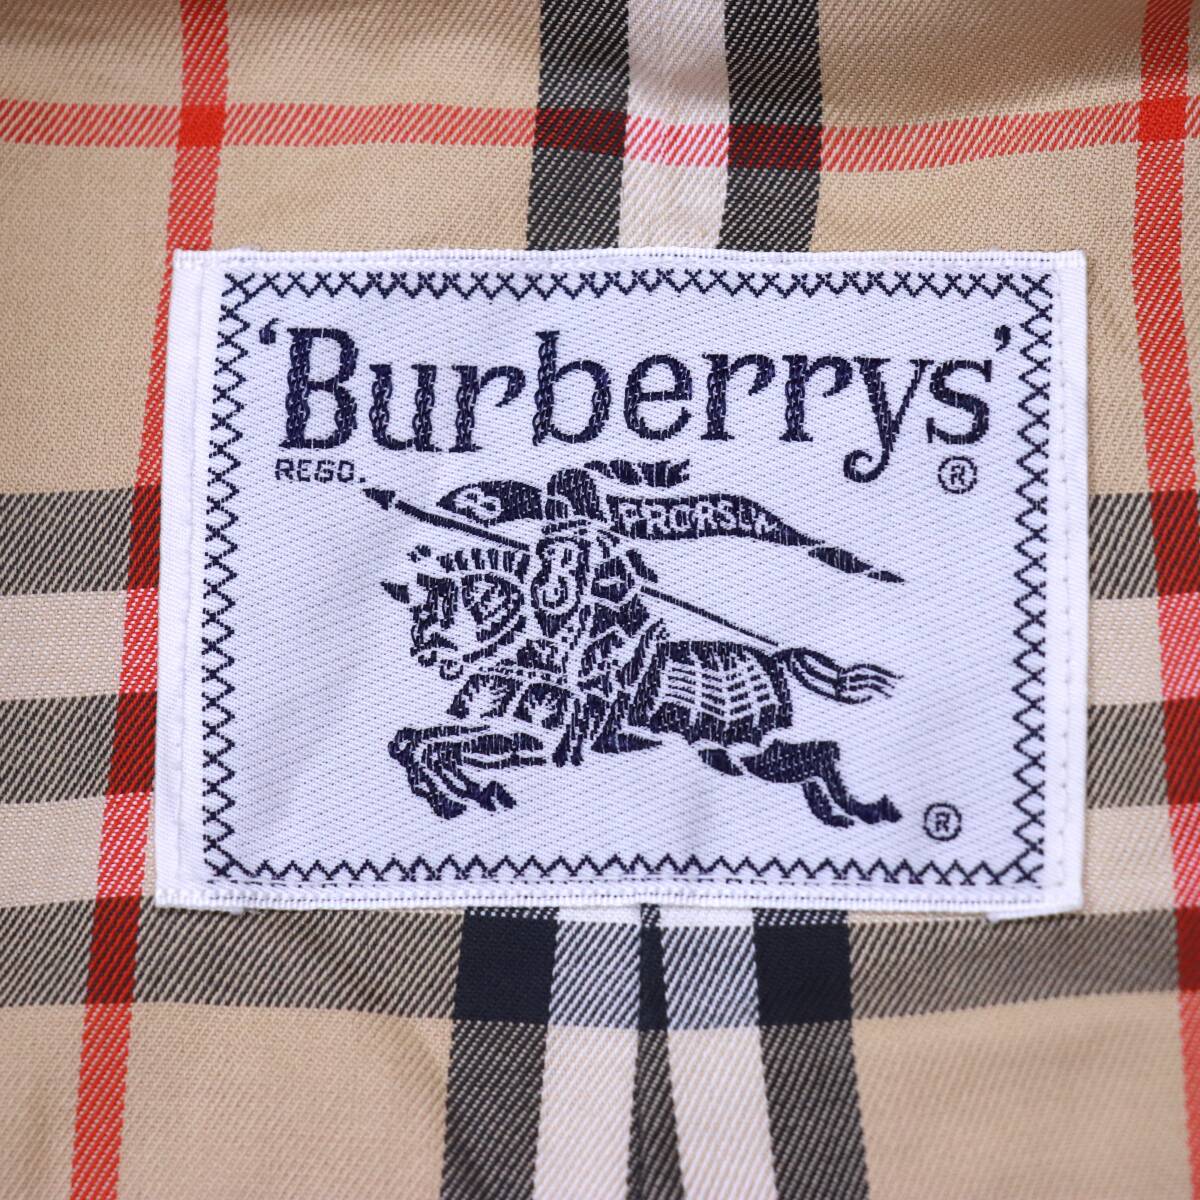 ‘Burberrys’
REGD. ®
B PRORSUM
B
®